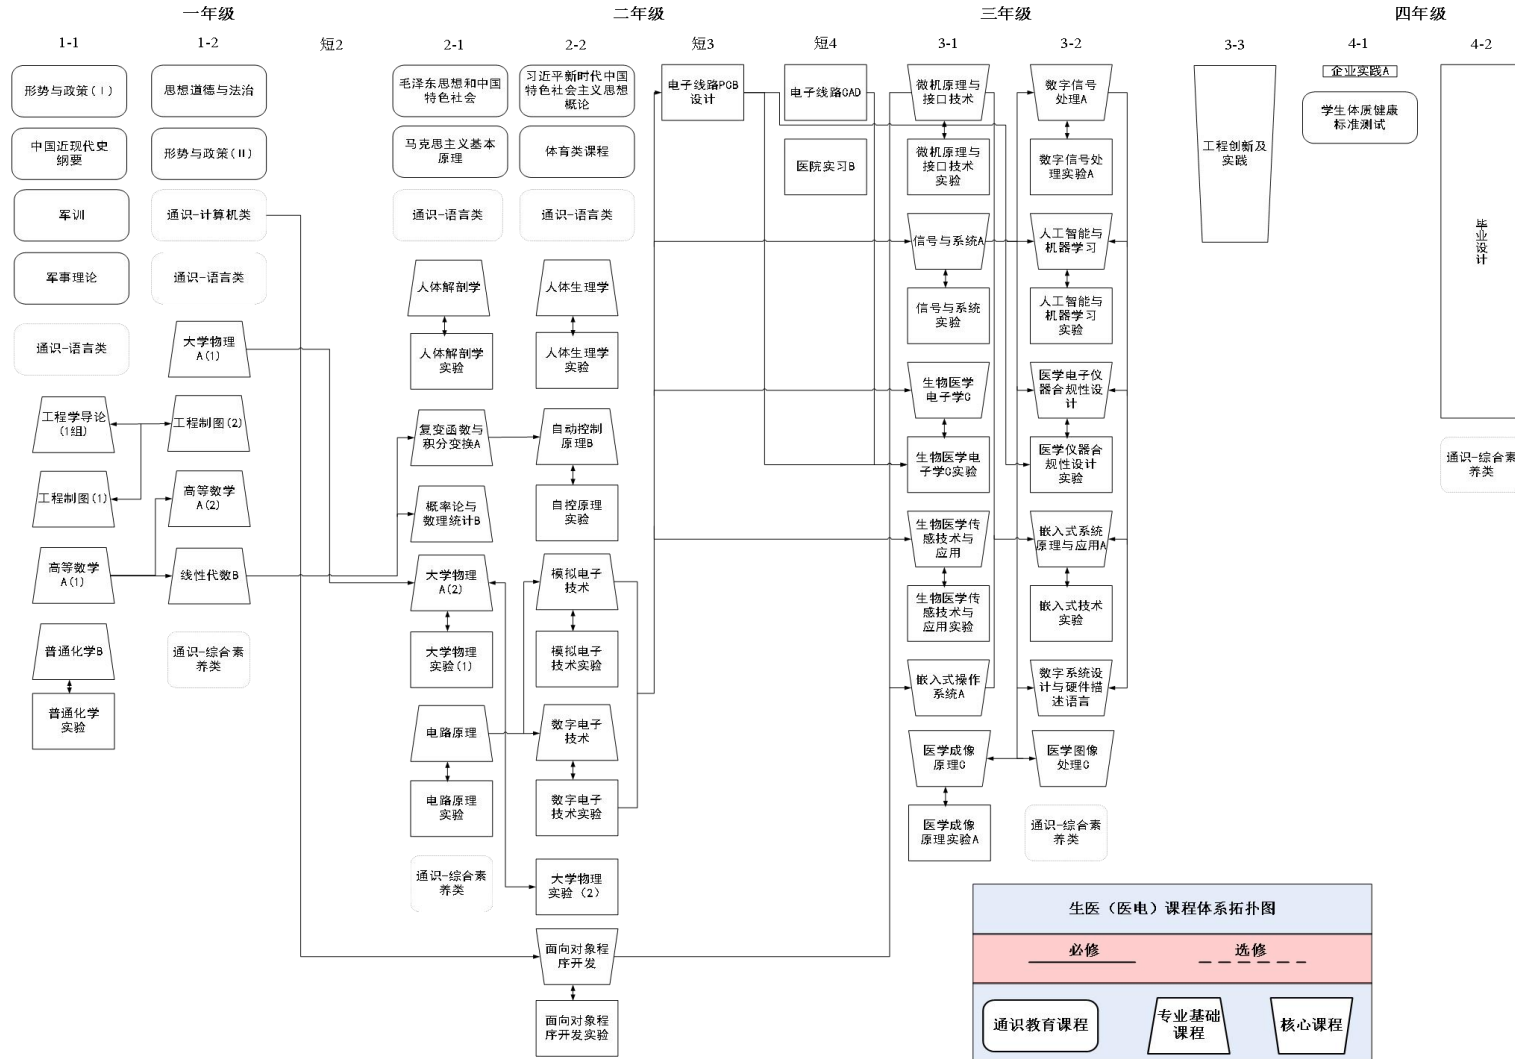 一年级
二年级
三年级
四年级
1-1
1-2
短2
2-1
2-2
短3
短4
3-1
3-2
3-3
4-1
4-2
形势与政策(Ⅰ)
中国近现代史
纲要
军训
军事理论
通识-语言类
工程学导论
(1组)
工程制图(1)
高等数学
A(1)
普通化学B
普通化学
实验
思想道德与法治
形势与政策(Ⅱ)
通识-计算机类
通识-语言类
大学物理
A(1)
工程制图(2)
高等数学
A(2)
线性代数B
通识-综合素
养类
毛泽东思想和中国
特色社会
马克思主义基本
原理
通识-语言类
人体解剖学
人体解剖学
实验
复变函数与
积分变换A
概率论与
数理统计B
大学物理
A(2)
大学物理
实验(1)
电路原理
电路原理
实验
通识-综合素
养类
习近平新时代中国
特色社会主义思想
概论
体育类课程
通识-语言类
人体生理学
人体生理学
实验
自动控制
原理B
自控原理
实验
模拟电子
技术
模拟电子
技术实验
数字电子
技术
数字电子
技术实验
大学物理
实验（2）
面向对象程
序开发
面向对象程
序开发实验
电子线路PCB
设计
电子线路CAD
医院实习B
微机原理与
接口技术
微机原理与
接口技术
实验
信号与系统A
信号与系统
实验
生物医学
电子学C
生物医学电
子学C实验
生物医学传
感技术与
应用
生物医学传
感技术与
应用实验
嵌入式操作
系统A
医学成像
原理C
医学成像
原理实验A
数字信号
处理A
数字信号处
理实验A
人工智能与
机器学习
人工智能与
机器学习
实验
医学电子仪
器合规性设
计
医学仪器合
规性设计
实验
嵌入式系统
原理与应用A
嵌入式技术
实验
数字系统设
计与硬件描
述语言
医学图像
处理C
通识-综合素
养类
工程创新及
实践
企业实践A
学生体质健康
标准测试
毕业设计
通识-综合素
养类
生医（医电）课程体系拓扑图
必修
选修
通识教育课程
专业基础
课程
核心课程